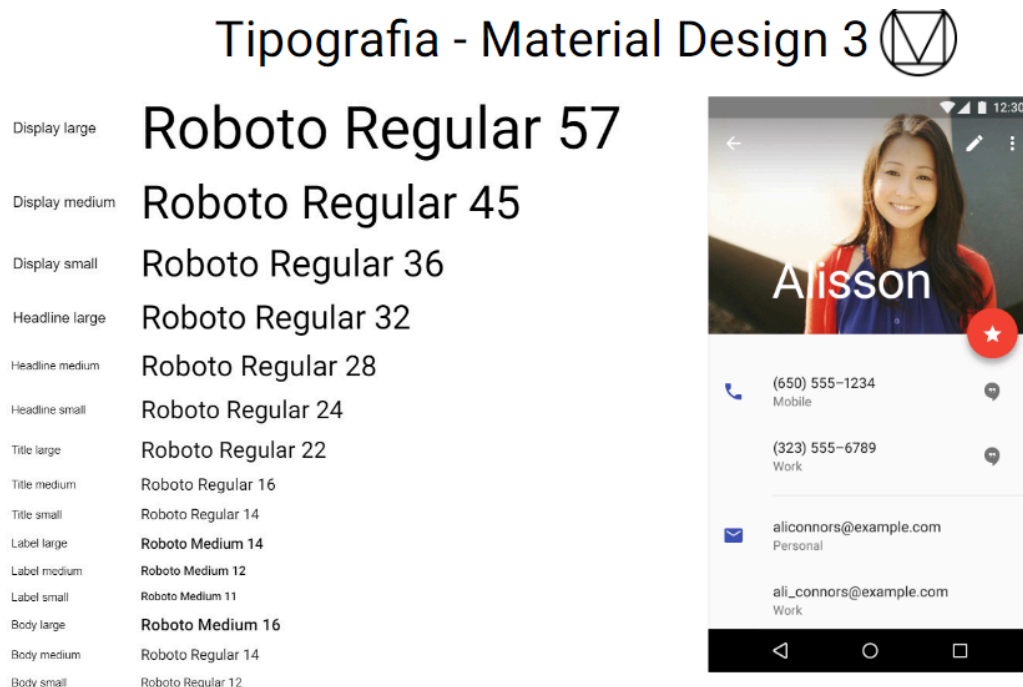 Tipografia - Material Design 3
Display large Roboto Regular 57
Display medium Roboto Regular 45
Display small Roboto Regular 36
Headline large Roboto Regular 32
Headline medium Roboto Regular 28
Headline small Roboto Regular 24
Title large Roboto Regular 22
Title medium Roboto Regular 16
Title small Roboto Regular 14
Label large Roboto Medium 14
Label medium Roboto Medium 12
Label small Roboto Medium 11
Body large Roboto Medium 16
Body medium Roboto Regular 14
Body small Roboto Regular 12
12:30
Alisson
(650) 555-1234
Mobile
(323) 555-6789
Work
aliconnors@example.com
Personal
ali_connors@example.com
Work